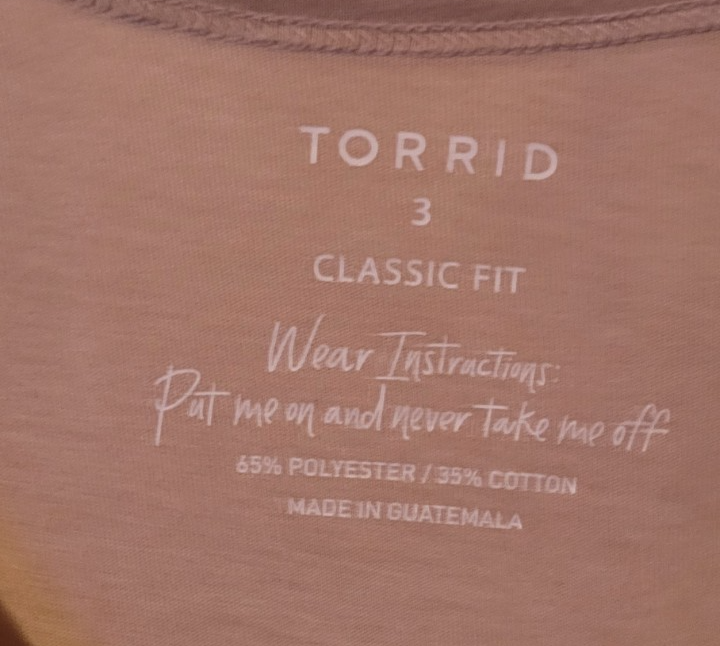 TORRID
3
CLASSIC FIT
Wear Instructions:
Put me on and never take me off
65% POLYESTER / 35% COTTON
MADE IN GUATEMALA